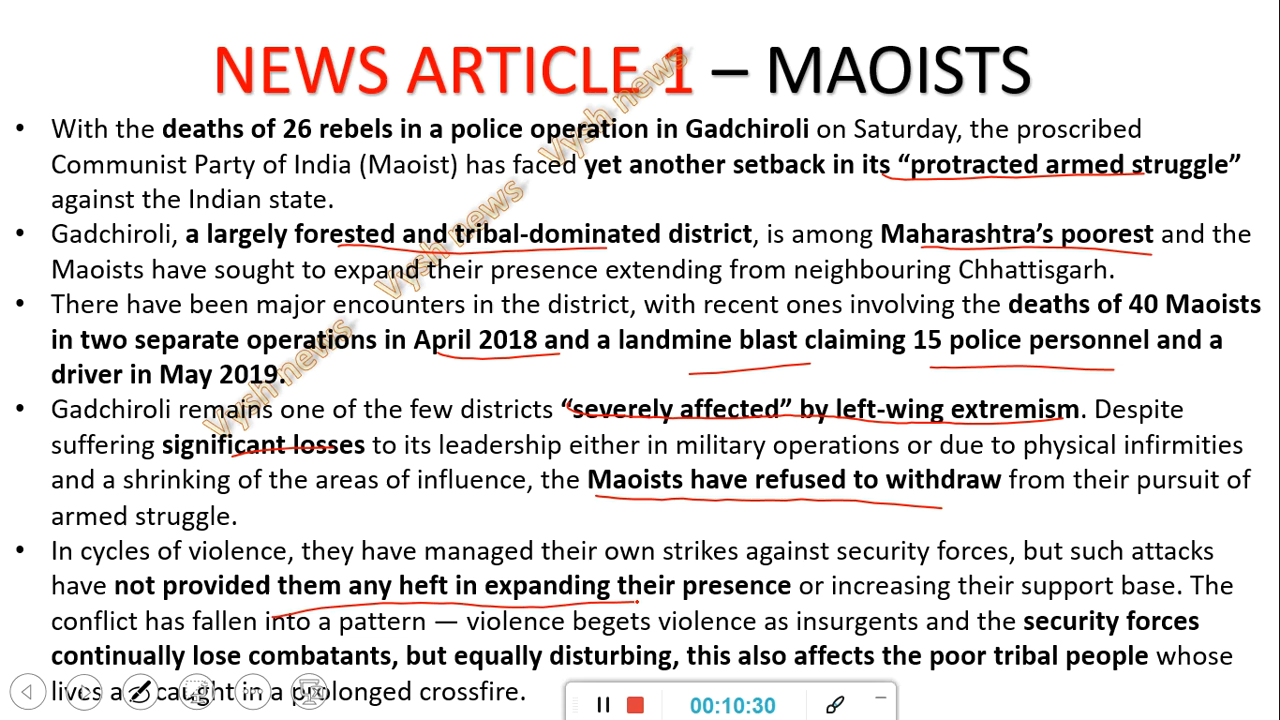 NEWS ARTICLE 1 – MAOISTS
• With the deaths of 26 rebels in a police operation in Gadchiroli on Saturday, the proscribed
Communist Party of India (Maoist) has faced yet another setback in its “protracted armed struggle”
against the Indian state.
• Gadchiroli, a largely forested and tribal-dominated district, is among Maharashtra’s poorest and the
Maoists have sought to expand their presence extending from neighbouring Chhattisgarh.
• There have been major encounters in the district, with recent ones involving the deaths of 40 Maoists
in two separate operations in April 2018 and a landmine blast claiming 15 police personnel and a
driver in May 2019.
• Gadchiroli remains one of the few districts “severely affected” by left-wing extremism. Despite
suffering significant losses to its leadership either in military operations or due to physical infirmities
and a shrinking of the areas of influence, the Maoists have refused to withdraw from their pursuit of
armed struggle.
• In cycles of violence, they have managed their own strikes against security forces, but such attacks
have not provided them any heft in expanding their presence or increasing their support base. The
conflict has fallen into a pattern — violence begets violence as insurgents and the security forces
continually lose combatants, but equally disturbing, this also affects the poor tribal people whose
lives are caught in a prolonged crossfire.
Vysh news
Vysh news
Vysh news
00:10:30